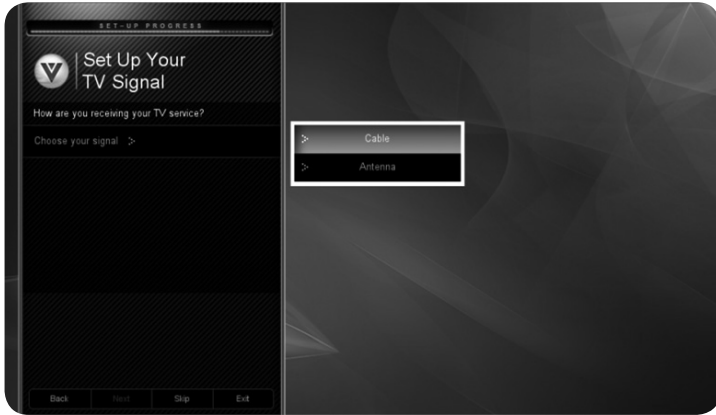 SET-UP PROGRESS
Set Up Your
TV Signal
How are you receiving your TV service?
Choose your signal :>
:> Cable
:> Antenna
Back Next Skip Exit